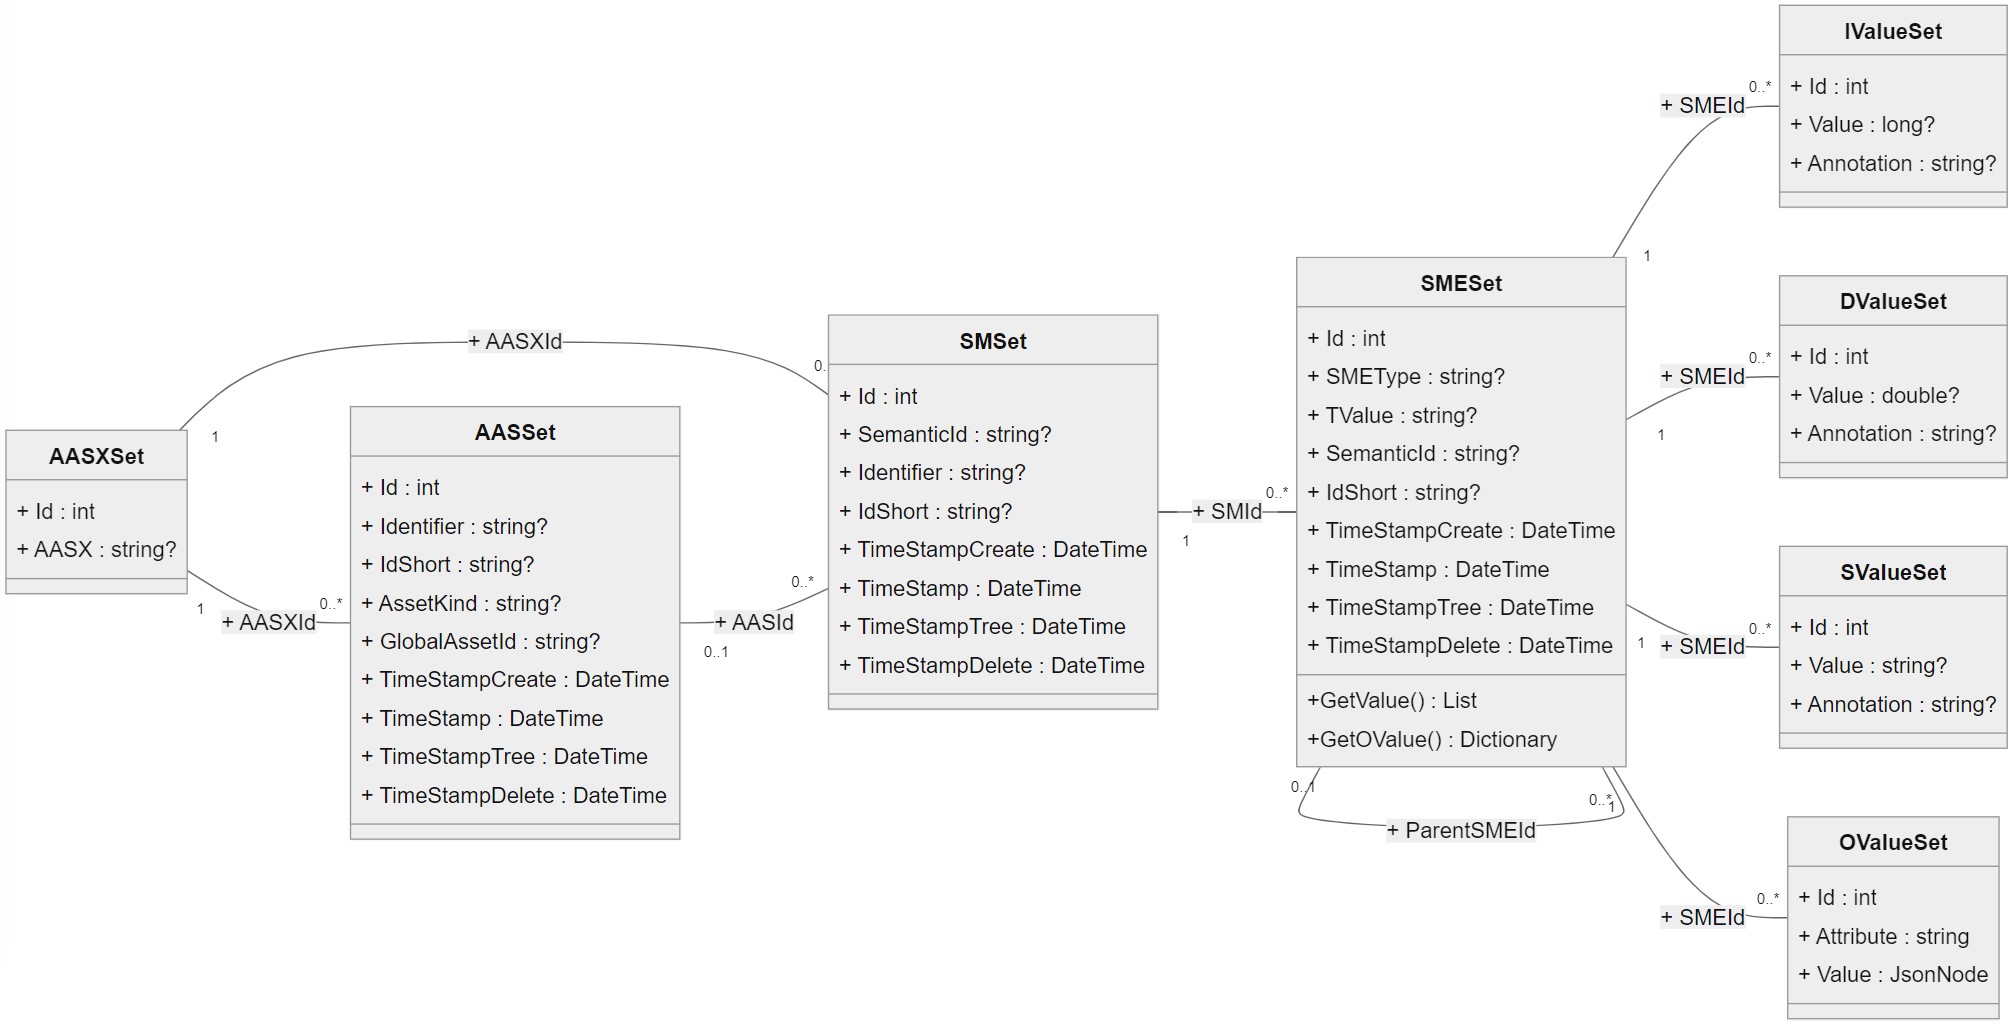 AASXSet
+ Id : int
+ AASX : string?
1
+ AASXId
0.
1
+ AASXId
0..*
AASSet
+ Id : int
+ Identifier : string?
+ IdShort : string?
+ AssetKind : string?
+ GlobalAssetId : string?
+ TimeStampCreate : DateTime
+ TimeStamp : DateTime
+ TimeStampTree : DateTime
+ TimeStampDelete : DateTime
0..1
+ AASId
0..*
SMSet
+ Id : int
+ SemanticId : string?
+ Identifier : string?
+ IdShort : string?
+ TimeStampCreate : DateTime
+ TimeStamp : DateTime
+ TimeStampTree : DateTime
+ TimeStampDelete : DateTime
1
+ SMId
0..*
SMESet
+ Id : int
+ SMEType : string?
+ TValue : string?
+ SemanticId : string?
+ IdShort : string?
+ TimeStampCreate : DateTime
+ TimeStamp : DateTime
+ TimeStampTree : DateTime
+ TimeStampDelete : DateTime
+GetValue() : List
+GetOValue() : Dictionary
0..1
+ ParentSMEId
0..*
1
+ SMEId
0..*
IValueSet
+ Id : int
+ Value : long?
+ Annotation : string?
1
+ SMEId
0..*
DValueSet
+ Id : int
+ Value : double?
+ Annotation : string?
1
+ SMEId
0..*
SValueSet
+ Id : int
+ Value : string?
+ Annotation : string?
1
+ SMEId
0..*
OValueSet
+ Id : int
+ Attribute : string
+ Value : JsonNode